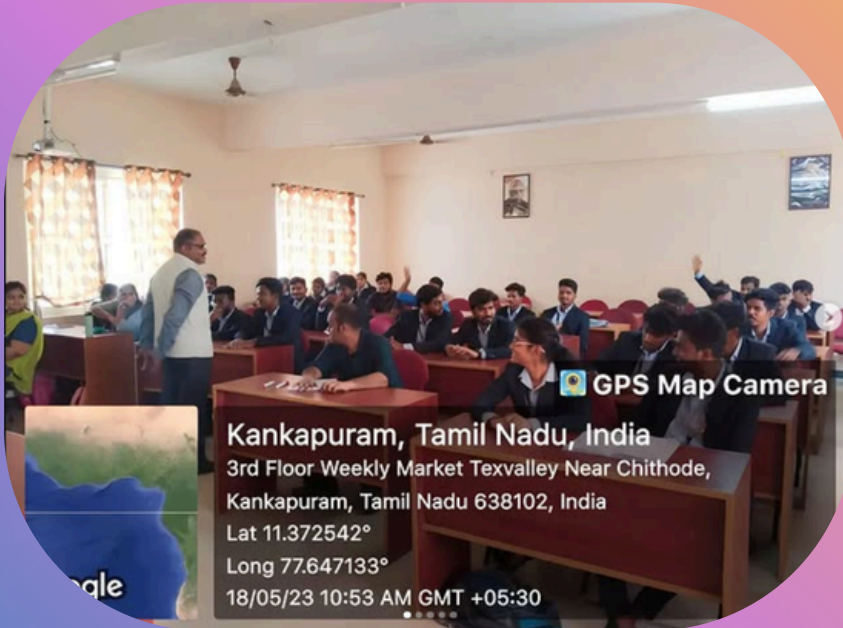 GPS Map Camera
Kankapuram, Tamil Nadu, India
3rd Floor Weekly Market Texvalley Near Chithode,
Kankapuram, Tamil Nadu 638102, India
Lat 11.372542°
Long 77.647133°
18/05/23 10:53 AM GMT +05:30
gle